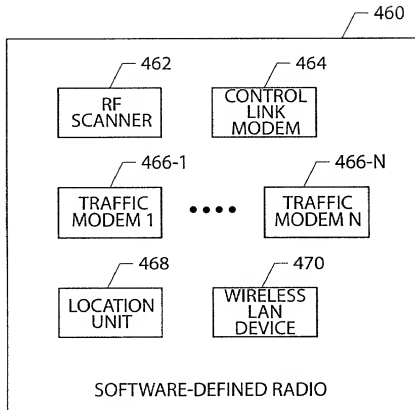 460
462
464
RF
SCANNER
CONTROL
LINK
MODEM
466-1
466-N
TRAFFIC
MODEM 1
TRAFFIC
MODEM N
468
470
LOCATION
UNIT
WIRELESS
LAN
DEVICE
SOFTWARE-DEFINED RADIO